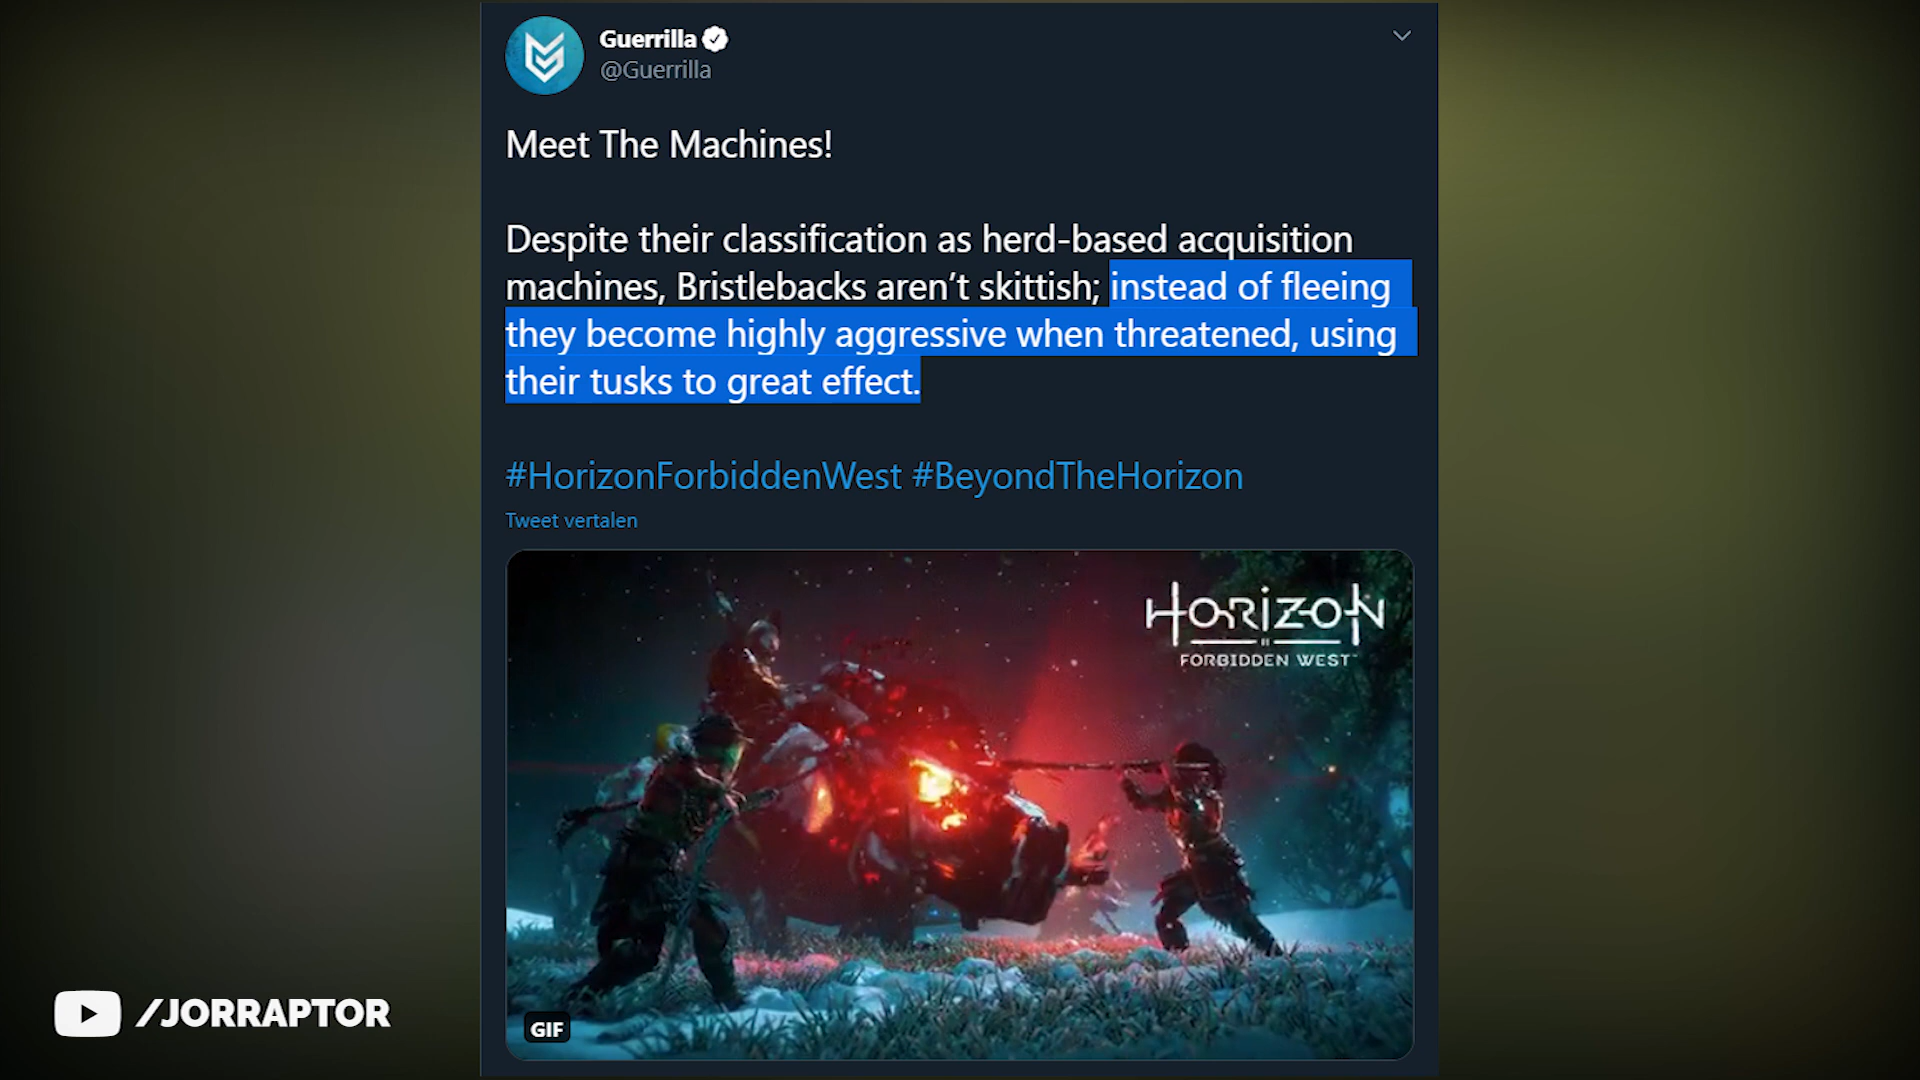 Guerrilla
@Guerrilla
Meet The Machines!
Despite their classification as herd-based acquisition
machines, Bristlebacks aren’t skittish; instead of fleeing
they become highly aggressive when threatened, using
their tusks to great effect.
#HorizonForbiddenWest #BeyondTheHorizon
Tweet vertalen
HORIZON
FORBIDDEN WEST™
GIF
/JORRAPTOR